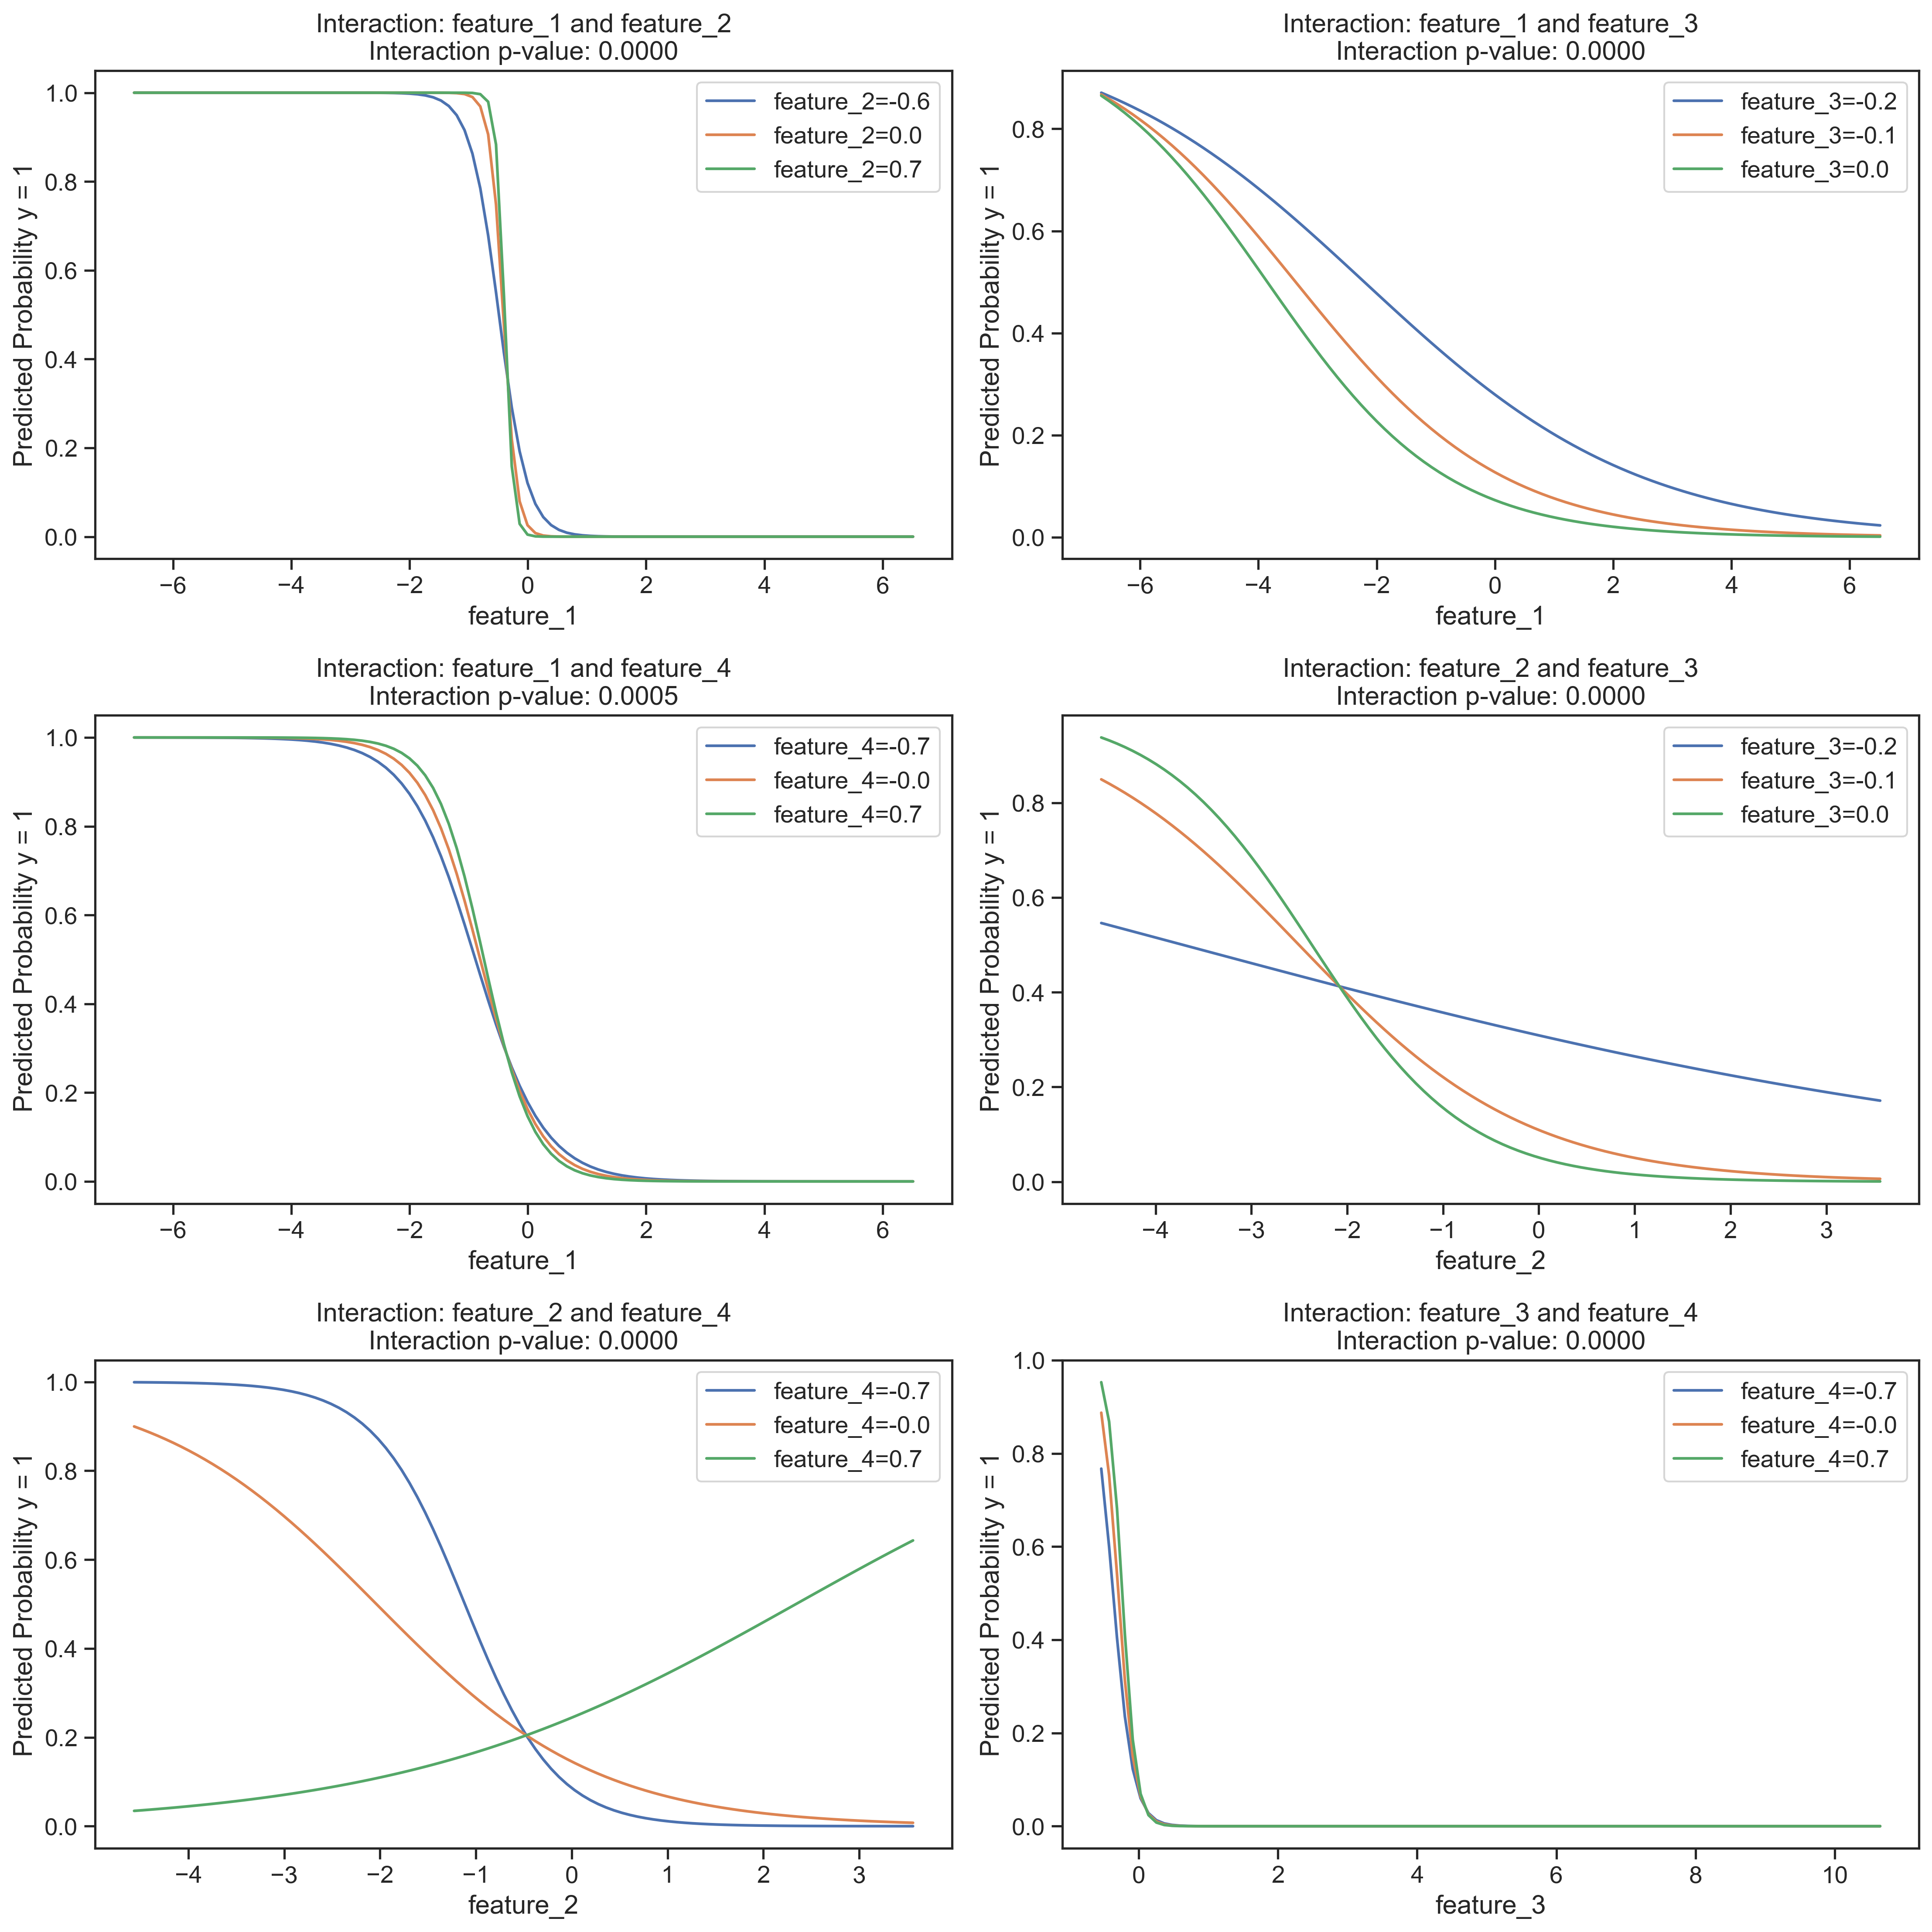 Interaction: feature_1 and feature_2
Interaction p-value: 0.0000
Predicted Probability y = 1
1.0
0.8
0.6
0.4
0.2
0.0
feature_2=-0.6
feature_2=0.0
feature_2=0.7
−6 −4 −2 0 2 4 6
feature_1
Interaction: feature_1 and feature_3
Interaction p-value: 0.0000
Predicted Probability y = 1
0.8
0.6
0.4
0.2
0.0
feature_3=-0.2
feature_3=-0.1
feature_3=0.0
−6 −4 −2 0 2 4 6
feature_1
Interaction: feature_1 and feature_4
Interaction p-value: 0.0005
Predicted Probability y = 1
1.0
0.8
0.6
0.4
0.2
0.0
feature_4=-0.7
feature_4=-0.0
feature_4=0.7
−6 −4 −2 0 2 4 6
feature_1
Interaction: feature_2 and feature_3
Interaction p-value: 0.0000
Predicted Probability y = 1
0.8
0.6
0.4
0.2
0.0
feature_3=-0.2
feature_3=-0.1
feature_3=0.0
−4 −3 −2 −1 0 1 2 3
feature_2
Interaction: feature_2 and feature_4
Interaction p-value: 0.0000
Predicted Probability y = 1
1.0
0.8
0.6
0.4
0.2
0.0
feature_4=-0.7
feature_4=-0.0
feature_4=0.7
−4 −3 −2 −1 0 1 2 3
feature_2
Interaction: feature_3 and feature_4
Interaction p-value: 0.0000
Predicted Probability y = 1
1.0
0.8
0.6
0.4
0.2
0.0
feature_4=-0.7
feature_4=-0.0
feature_4=0.7
0 2 4 6 8 10
feature_3